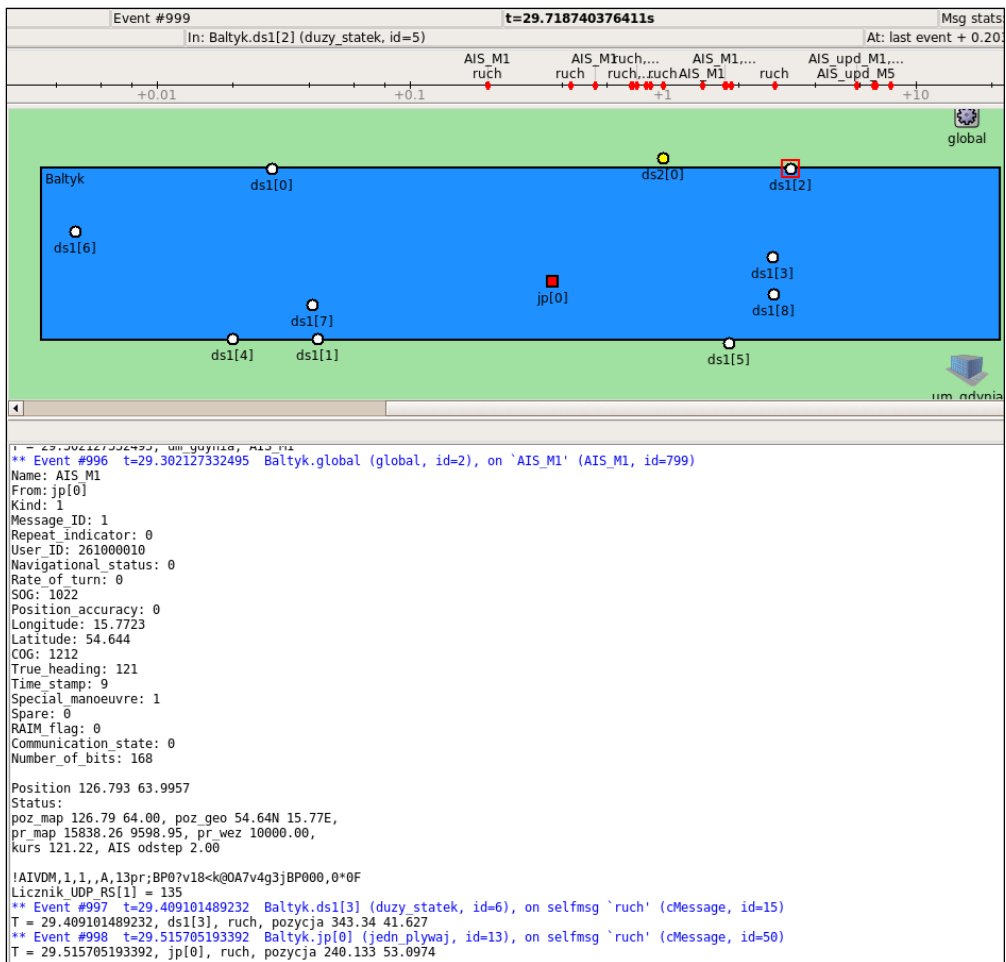 Event #999
t=29.718740376411s
Msg stats:
In: Baltyk.ds1[2] (duzy_statek, id=5)
At: last event + 0.201
AIS_M1 AIS_M1 ruch,... AIS_M1,... AIS_upd_M1,...
ruch ruch ruch,... ruch AIS_M1 ruch AIS_upd_M5
+0.01 +0.1 +1 +10
global
Baltyk
ds1[0]
ds2[0]
ds1[2]
ds1[6]
ds1[3]
jp[0]
ds1[8]
ds1[7]
ds1[4]
ds1[1]
ds1[5]
um_gdynia
T = 29.302127332495, um_gdynia, AIS_M1
** Event #996 t=29.302127332495 Baltyk.global (global, id=2), on `AIS_M1' (AIS_M1, id=799)
Name: AIS_M1
From: jp[0]
Kind: 1
Message_ID: 1
Repeat_indicator: 0
User_ID: 261000010
Navigational_status: 0
Rate_of_turn: 0
SOG: 1022
Position_accuracy: 0
Longitude: 15.7723
Latitude: 54.644
COG: 1212
True_heading: 121
Time_stamp: 9
Special_manoeuvre: 1
Spare: 0
RAIM_flag: 0
Communication_state: 0
Number_of_bits: 168
Position 126.793 63.9957
Status:
poz_map 126.79 64.00, poz_geo 54.64N 15.77E,
pr_map 15838.26 9598.95, pr_wez 10000.00,
kurs 121.22, AIS odstep 2.00
!AIVDM,1,1,,A,13pr;BP0?v18<k@OA7v4g3jBP000,0*0F
Licznik_UDP_RS[1] = 135
** Event #997 t=29.409101489232 Baltyk.ds1[3] (duzy_statek, id=6), on selfmsg `ruch' (cMessage, id=15)
T = 29.409101489232, ds1[3], ruch, pozycja 343.34 41.627
** Event #998 t=29.515705193392 Baltyk.jp[0] (jedn_plywaj, id=13), on selfmsg `ruch' (cMessage, id=50)
T = 29.515705193392, jp[0], ruch, pozycja 240.133 53.0974